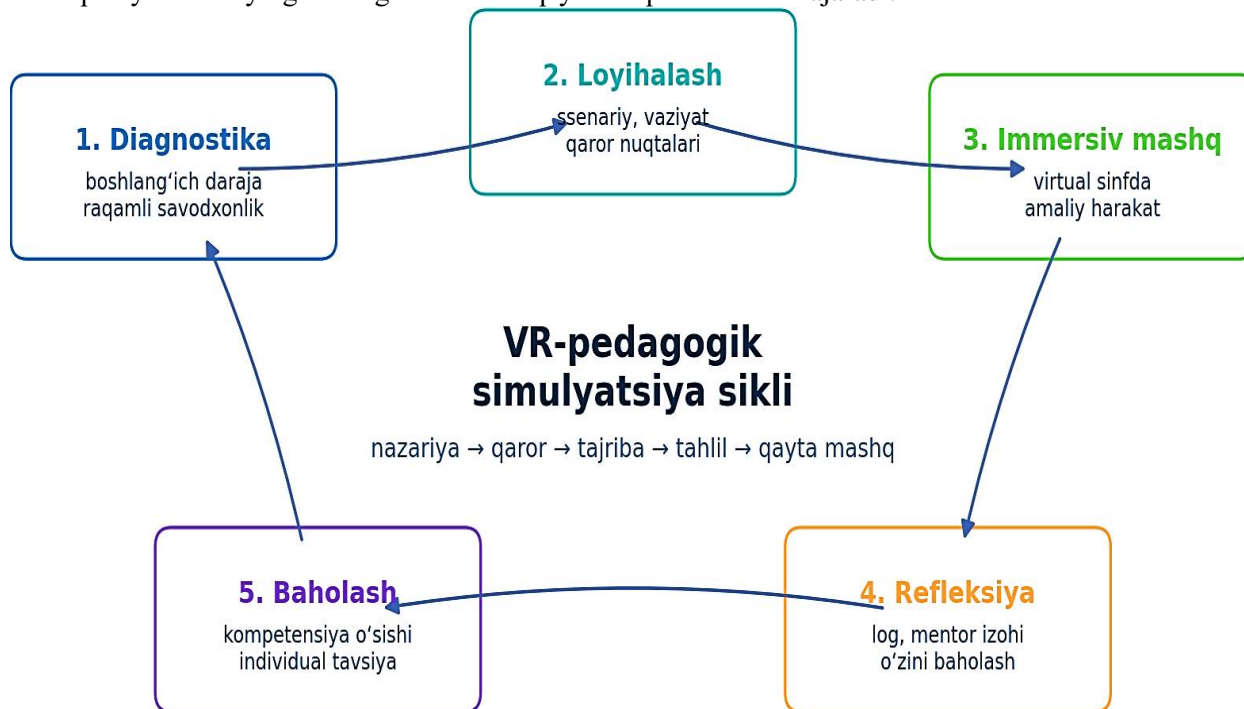 1. Diagnostika
boshlang‘ich daraja
raqamli savodxonlik
2. Loyihalash
ssenariy, vaziyat
qaror nuqtalari
3. Immersiv mashq
virtual sinfda
amaliy harakat
VR-pedagogik
simulyatsiya sikli
nazariya → qaror → tajriba → tahlil → qayta mashq
5. Baholash
kompetensiya o‘sishi
individual tavsiya
4. Refleksiya
log, mentor izohi
o‘zini baholash